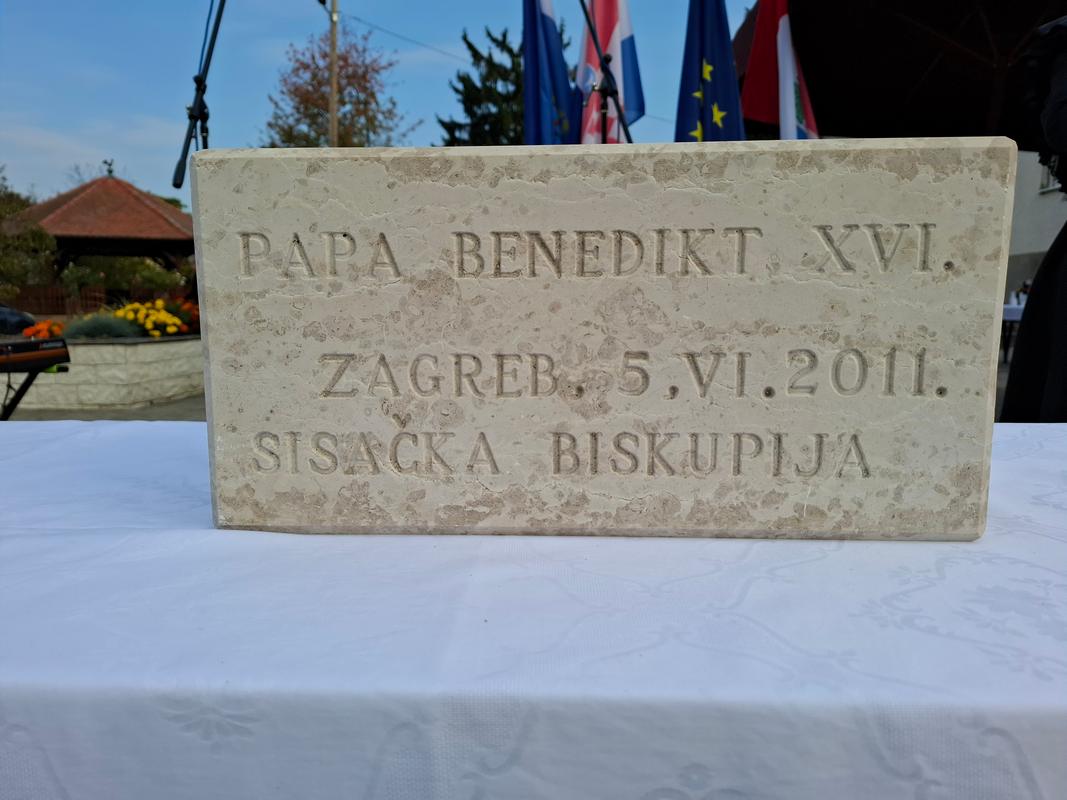 PAPA BENEDIKT XVI.
ZAGREB, 5.VI.2011.
SISAČKA BISKUPIJA